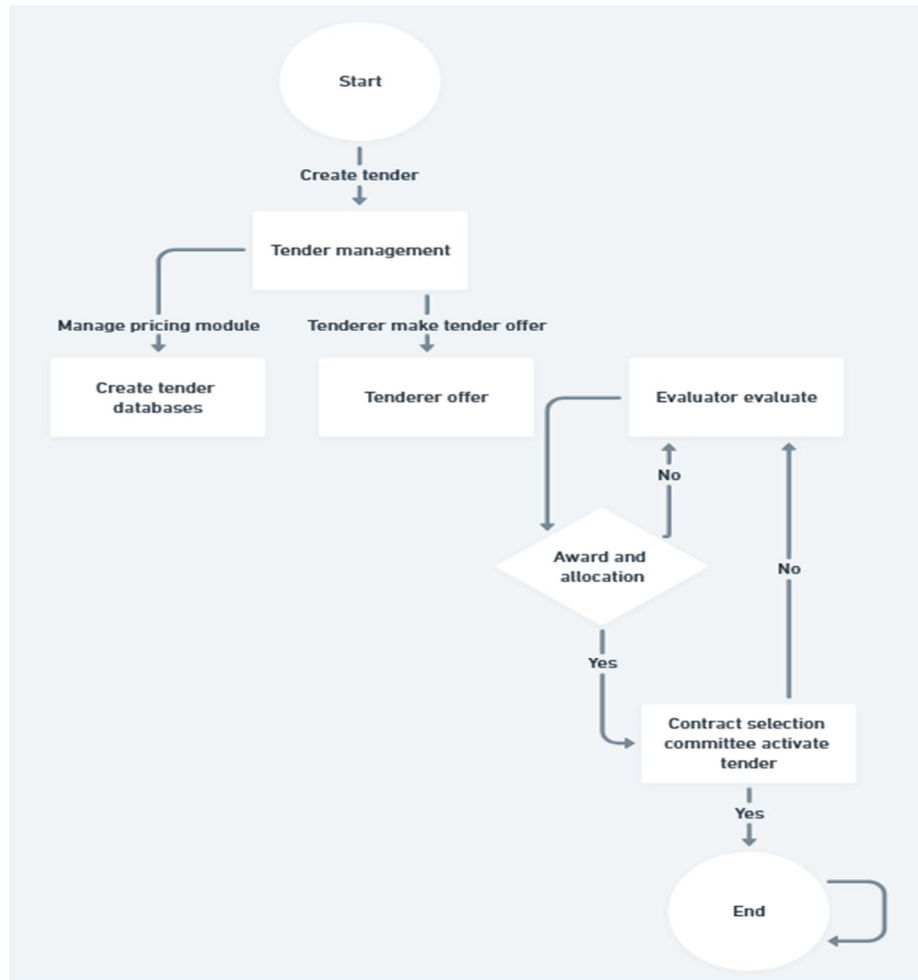 Start
Create tender
Tender management
Manage pricing module
Tenderer make tender offer
Create tender
databases
Tenderer offer
Evaluator evaluate
No
Award and
allocation
No
Yes
Contract selection
committee activate
tender
Yes
End